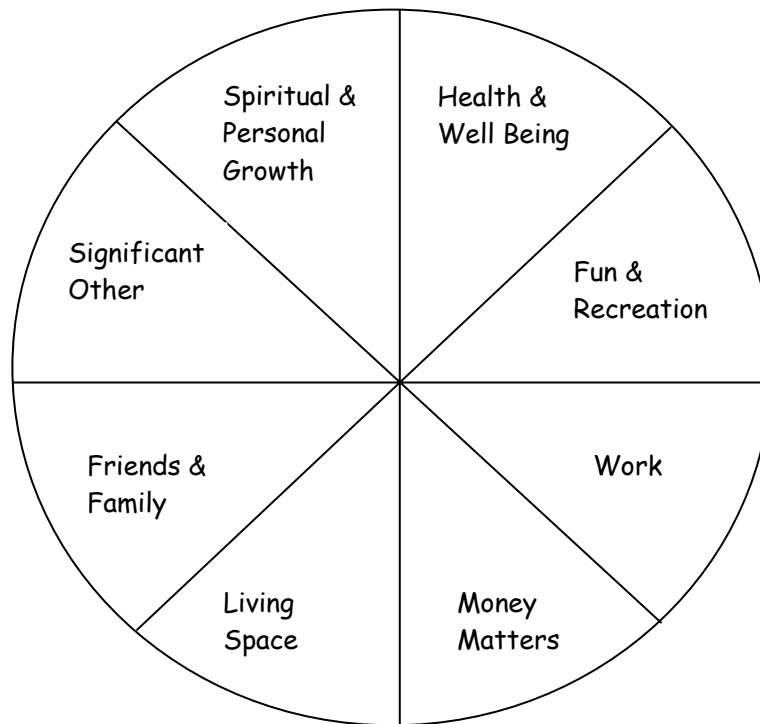 Spiritual &
Personal
Growth
Health &
Well Being
Significant
Other
Fun &
Recreation
Friends &
Family
Work
Living
Space
Money
Matters